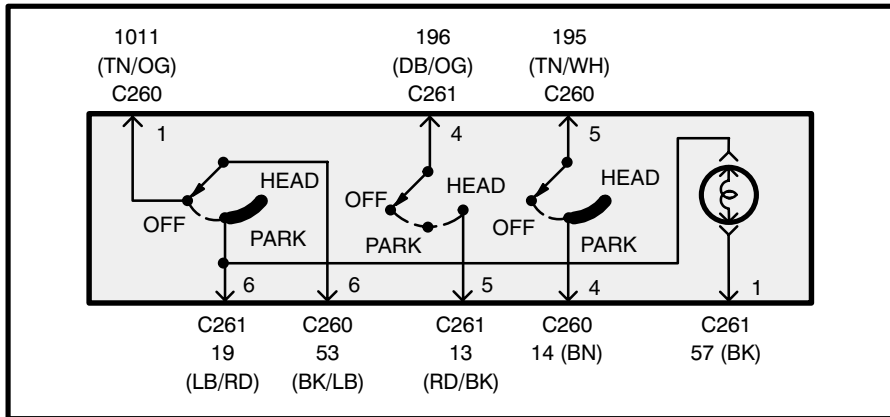 1011 196 195
(TN/OG) (DB/OG) (TN/WH)
C260 C261 C260
1 4 5
HEAD HEAD HEAD
OFF OFF OFF
PARK PARK PARK
6 6 5 4 1
C261 C260 C261 C260 C261
19 53 13 14 (BN) 57 (BK)
(LB/RD) (BK/LB) (RD/BK)